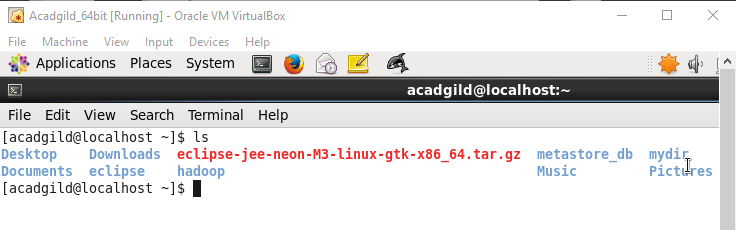 Acadgild_64bit [Running] - Oracle VM VirtualBox
File Machine View Input Devices Help
Applications Places System
acadgild@localhost:~
File Edit View Search Terminal Help
[acadgild@localhost ~]$ ls
Desktop Downloads eclipse-jee-neon-M3-linux-gtk-x86_64.tar.gz metastore_db mydir
Documents eclipse hadoop Music Pictures
[acadgild@localhost ~]$